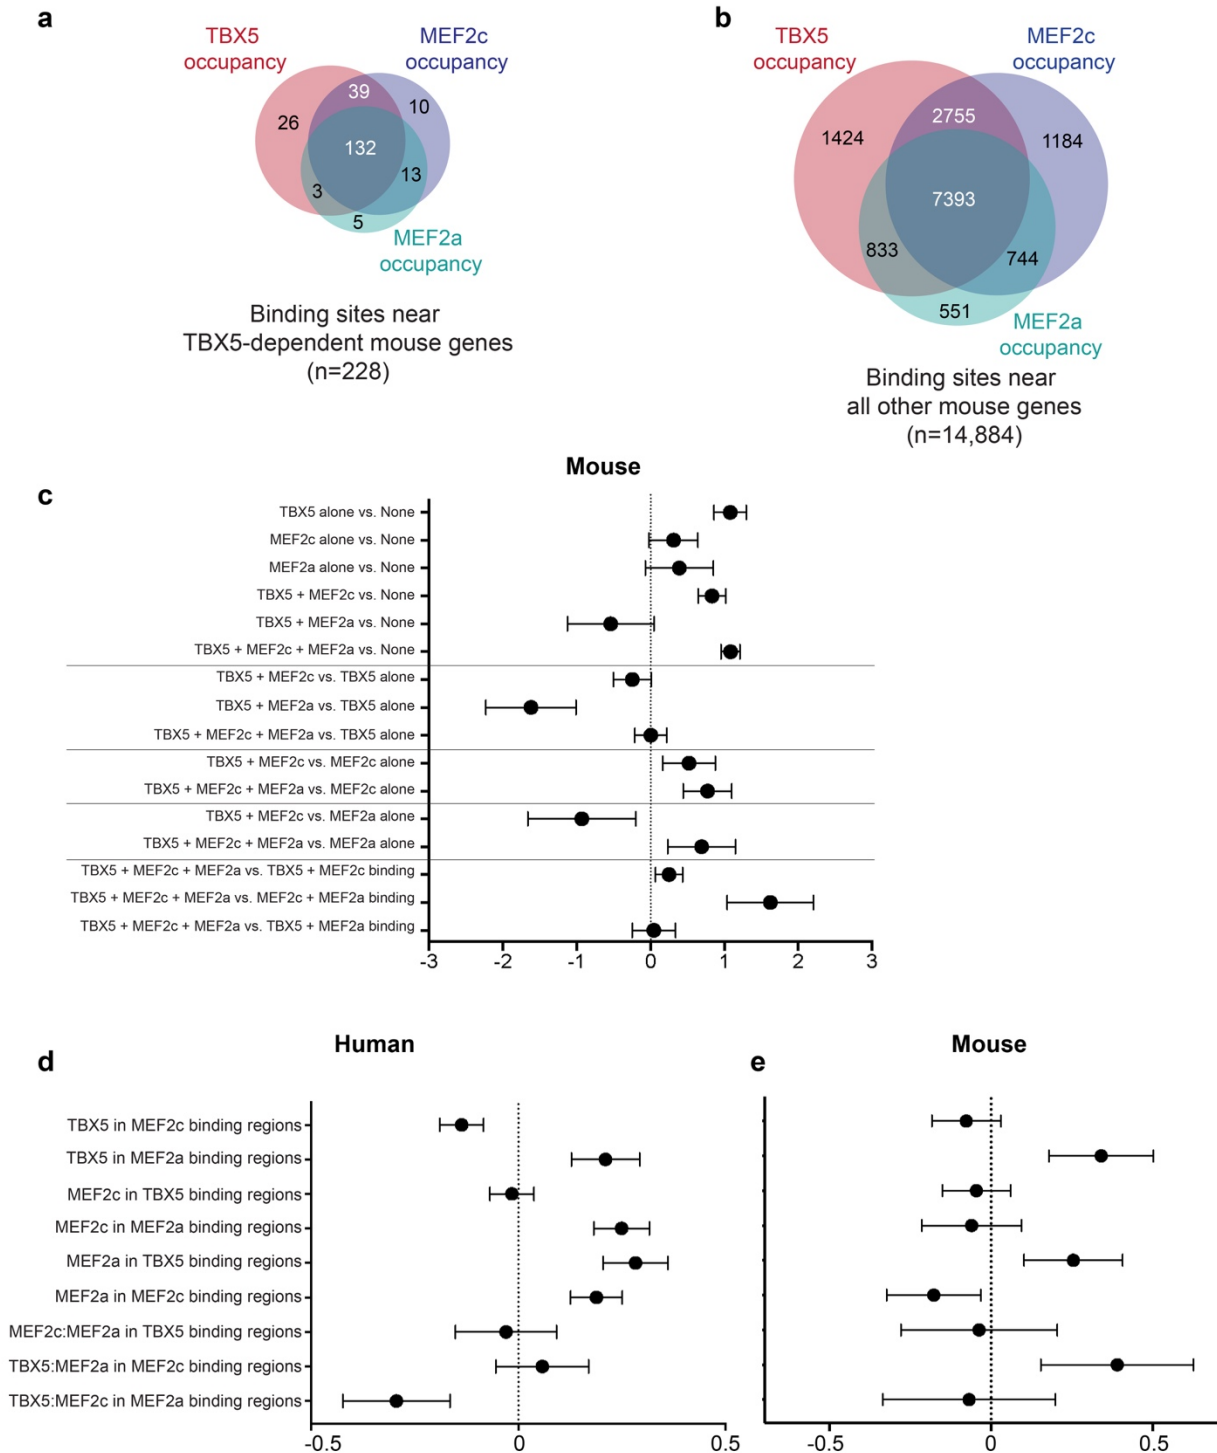 a
TBX5
occupancy
MEF2c
occupancy
39
10
26
132
13
3
5
MEF2a
occupancy
Binding sites near
TBX5-dependent mouse genes
(n=228)
b
TBX5
occupancy
MEF2c
occupancy
2755
1424
1184
7393
833
744
551
MEF2a
occupancy
Binding sites near
all other mouse genes
(n=14,884)
c
Mouse
TBX5 alone vs. None
MEF2c alone vs. None
MEF2a alone vs. None
TBX5 + MEF2c vs. None
TBX5 + MEF2a vs. None
TBX5 + MEF2c + MEF2a vs. None
TBX5 + MEF2c vs. TBX5 alone
TBX5 + MEF2a vs. TBX5 alone
TBX5 + MEF2c + MEF2a vs. TBX5 alone
TBX5 + MEF2c vs. MEF2c alone
TBX5 + MEF2c + MEF2a vs. MEF2c alone
TBX5 + MEF2c vs. MEF2a alone
TBX5 + MEF2c + MEF2a vs. MEF2a alone
TBX5 + MEF2c + MEF2a vs. TBX5 + MEF2c binding
TBX5 + MEF2c + MEF2a vs. MEF2c + MEF2a binding
TBX5 + MEF2c + MEF2a vs. TBX5 + MEF2a binding
-3 -2 -1 0 1 2 3
d
Human
TBX5 in MEF2c binding regions
TBX5 in MEF2a binding regions
MEF2c in TBX5 binding regions
MEF2c in MEF2a binding regions
MEF2a in TBX5 binding regions
MEF2a in MEF2c binding regions
MEF2c:MEF2a in TBX5 binding regions
TBX5:MEF2a in MEF2c binding regions
TBX5:MEF2c in MEF2a binding regions
-0.5 0 0.5
e
Mouse
-0.5 0 0.5